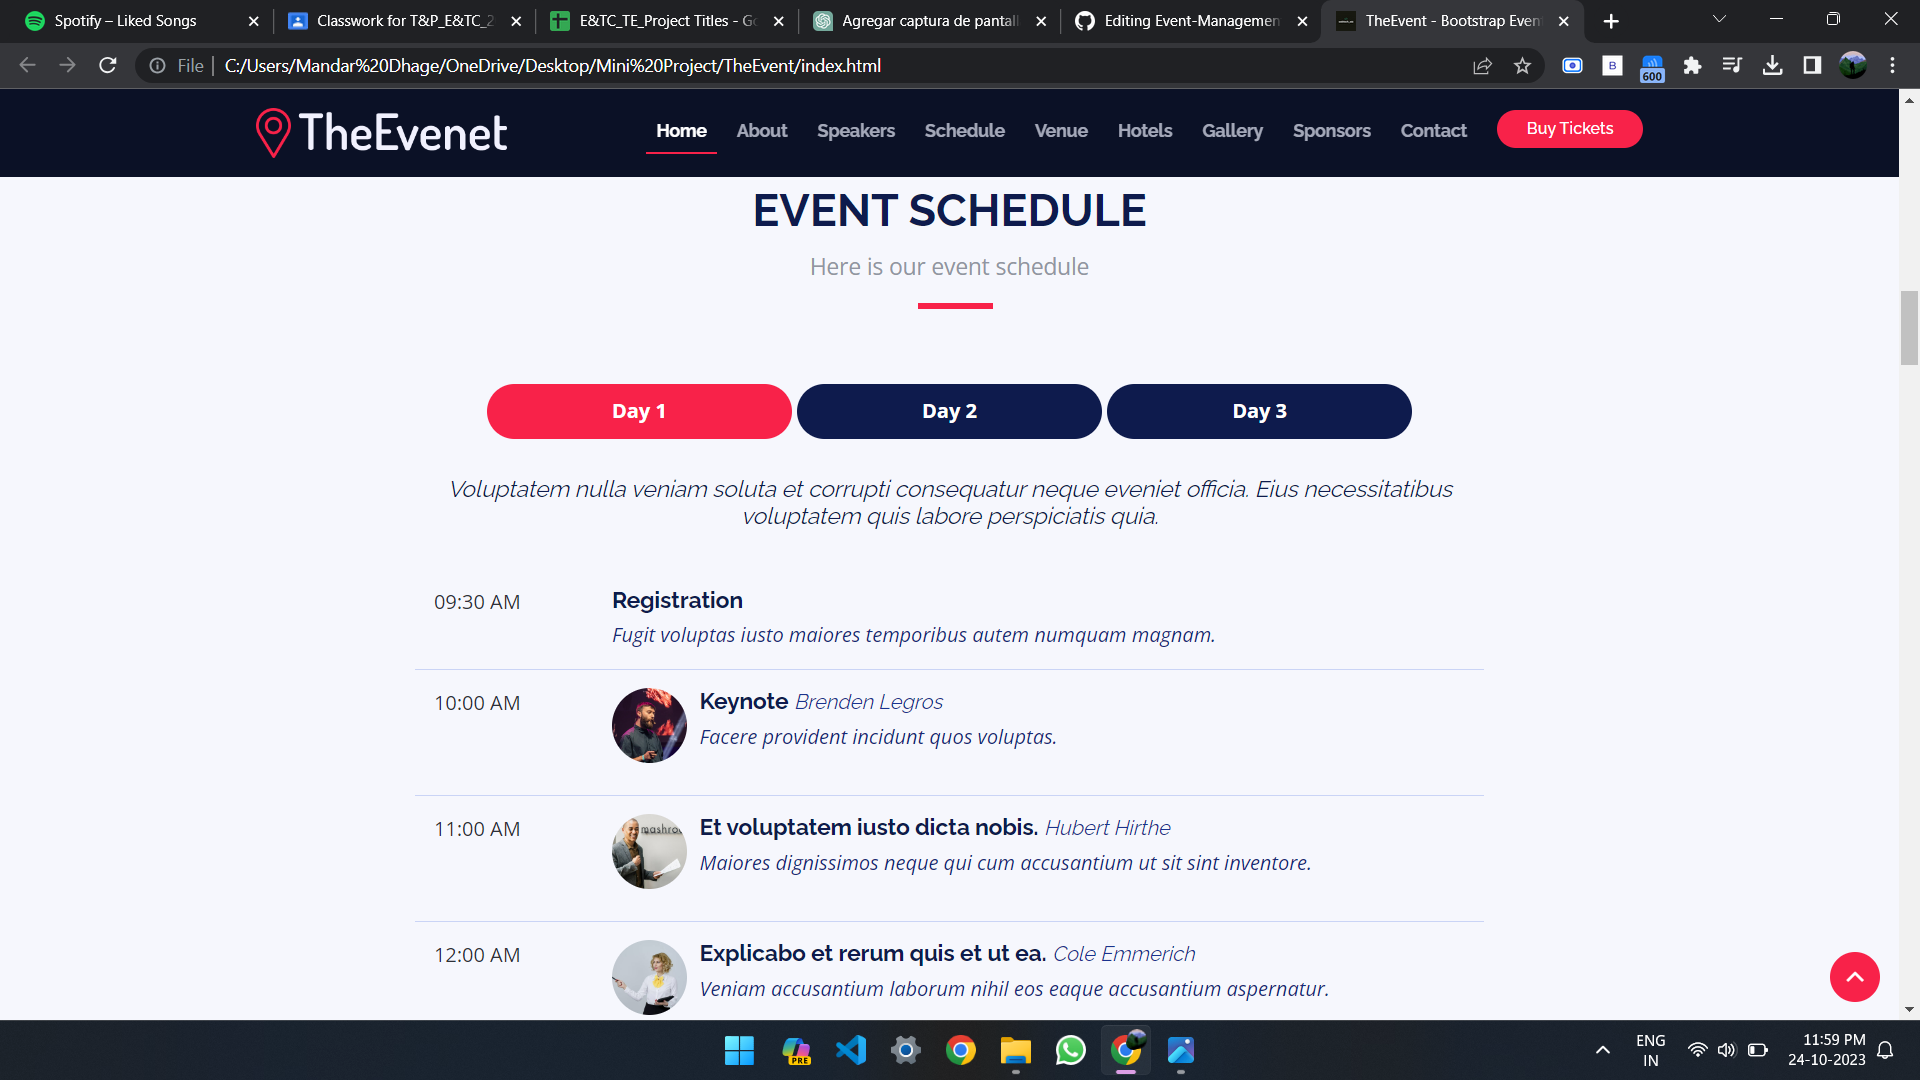 Spotify – Liked Songs
Classwork for T&P_E&TC_2
E&TC_TE_Project Titles - Go
Agregar captura de pantall
Editing Event-Managemen
TheEvent - Bootstrap Even
File
C:/Users/Mandar%20Dhage/OneDrive/Desktop/Mini%20Project/TheEvent/index.html
B
600
TheEvenet
Home
About
Speakers
Schedule
Venue
Hotels
Gallery
Sponsors
Contact
Buy Tickets
EVENT SCHEDULE
Here is our event schedule
Day 1
Day 2
Day 3
Voluptatem nulla veniam soluta et corrupti consequatur neque eveniet officia. Eius necessitatibus
voluptatem quis labore perspiciatis quia.
09:30 AM
Registration
Fugit voluptas iusto maiores temporibus autem numquam magnam.
10:00 AM
Keynote Brenden Legros
Facere provident incidunt quos voluptas.
11:00 AM
mashro
Et voluptatem iusto dicta nobis. Hubert Hirthe
Maiores dignissimos neque qui cum accusantium ut sit sint inventore.
12:00 AM
Explicabo et rerum quis et ut ea. Cole Emmerich
Veniam accusantium laborum nihil eos eaque accusantium aspernatur.
PRE
ENG
IN
11:59 PM
24-10-2023